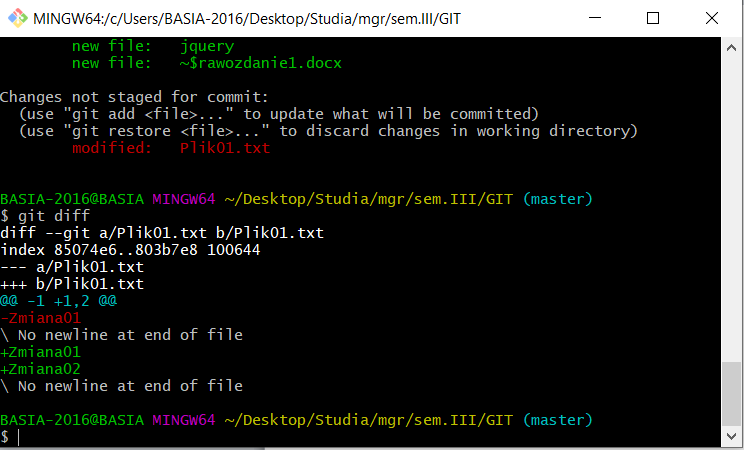 MINGW64:/c/Users/BASIA-2016/Desktop/Studia/mgr/sem.III/GIT
new file:   jquery
new file:   ~$rawozdanie1.docx
Changes not staged for commit:
(use "git add <file>..." to update what will be committed)
(use "git restore <file>..." to discard changes in working directory)
modified:   Plik01.txt
BASIA-2016@BASIA MINGW64 ~/Desktop/Studia/mgr/sem.III/GIT (master)
$ git diff
diff --git a/Plik01.txt b/Plik01.txt
index 85074e6..803b7e8 100644
--- a/Plik01.txt
+++ b/Plik01.txt
@@ -1 +1,2 @@
-Zmiana01
\ No newline at end of file
+Zmiana01
+Zmiana02
\ No newline at end of file
BASIA-2016@BASIA MINGW64 ~/Desktop/Studia/mgr/sem.III/GIT (master)
$